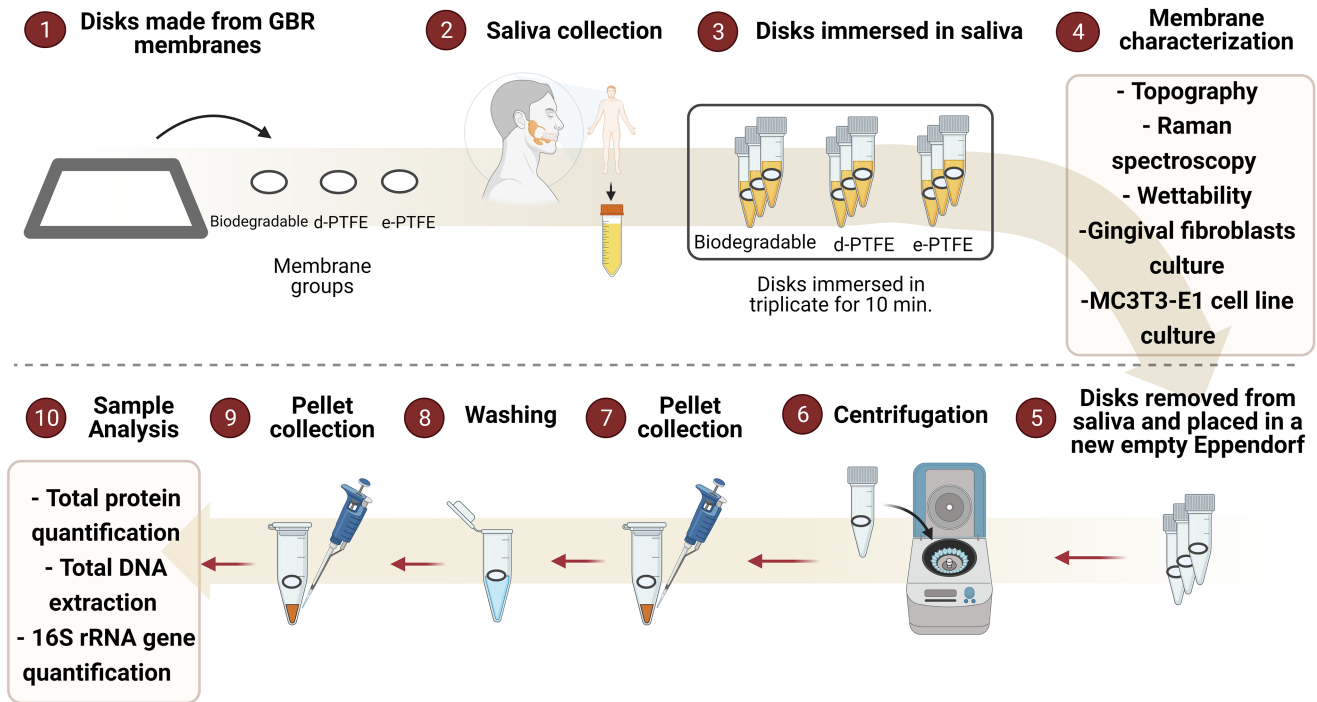 1
Disks made from GBR
membranes
Biodegradable d-PTFE e-PTFE
Membrane
groups
2
Saliva collection
3
Disks immersed in saliva
Biodegradable d-PTFE e-PTFE
Disks immersed in
triplicate for 10 min.
4
Membrane
characterization
- Topography
- Raman
spectroscopy
- Wettability
-Gingival fibroblasts
culture
-MC3T3-E1 cell line
culture
5
Disks removed from
saliva and placed in a
new empty Eppendorf
6
Centrifugation
7
Pellet
collection
8
Washing
9
Pellet
collection
10
Sample
Analysis
- Total protein
quantification
- Total DNA
extraction
- 16S rRNA gene
quantification